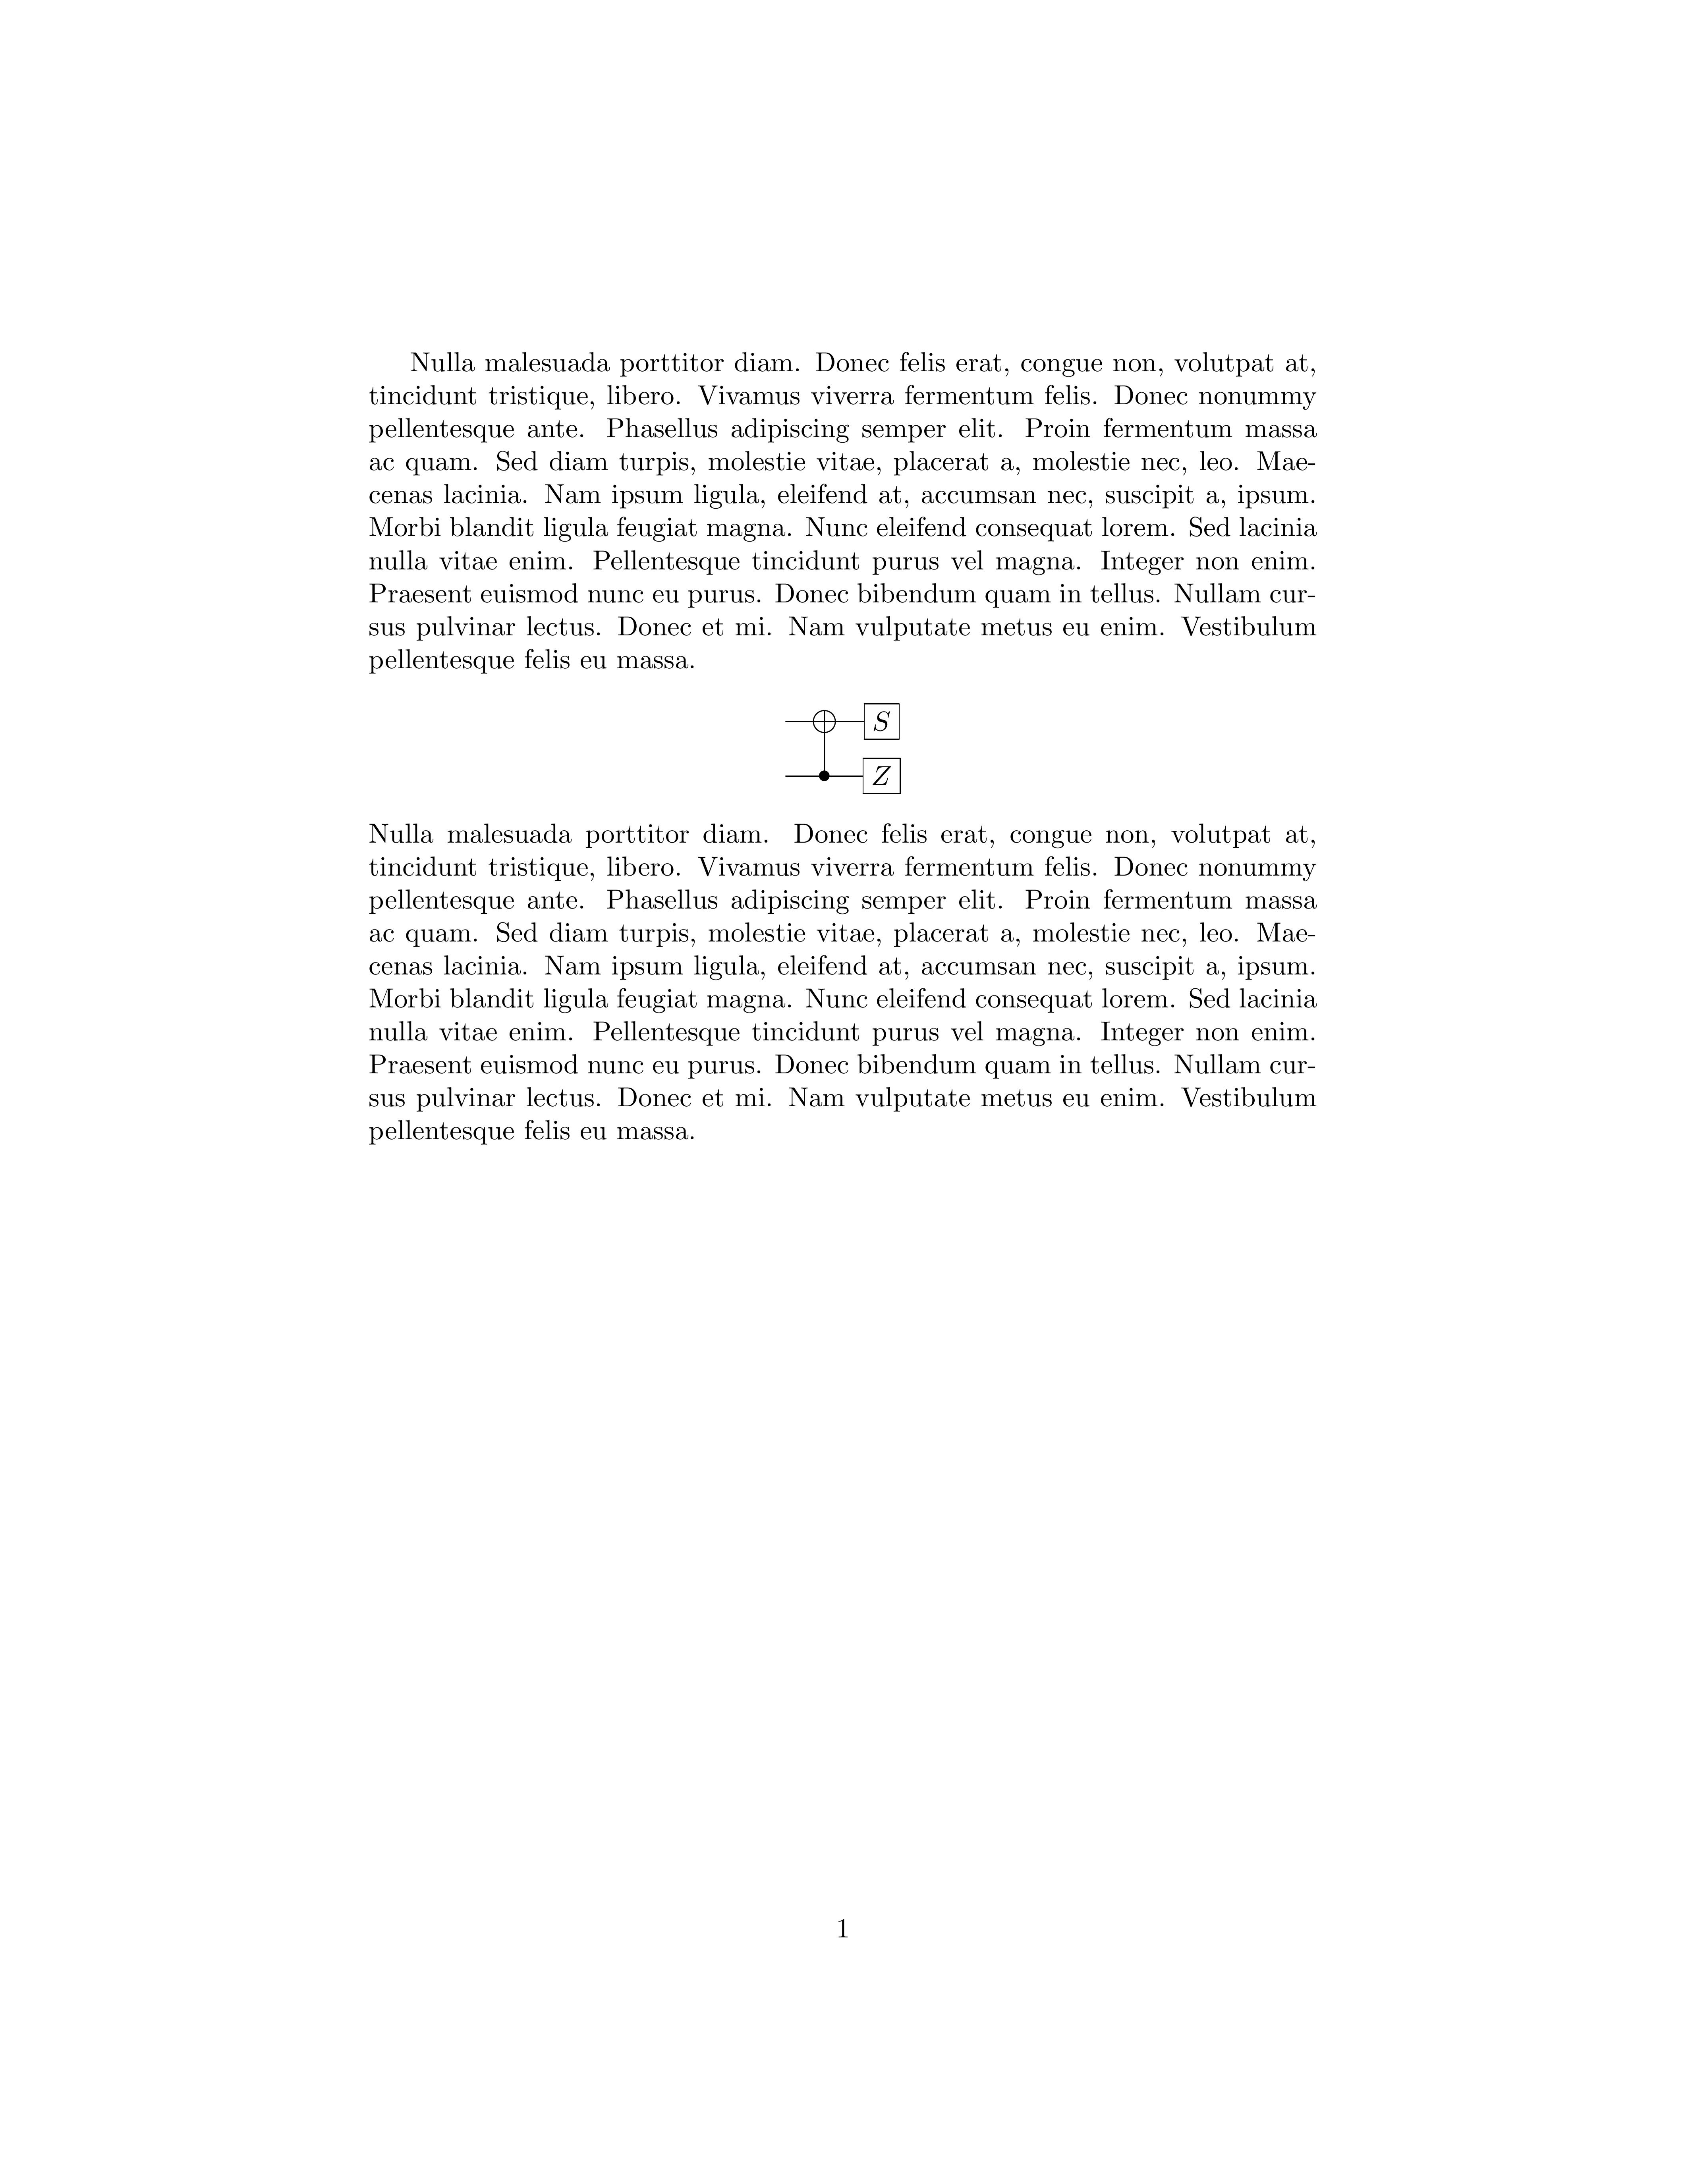 Nulla malesuada porttitor diam. Donec felis erat, congue non, volutpat at,
tincidunt tristique, libero. Vivamus viverra fermentum felis. Donec nonummy
pellentesque ante. Phasellus adipiscing semper elit. Proin fermentum massa
ac quam. Sed diam turpis, molestie vitae, placerat a, molestie nec, leo. Mae-
cenas lacinia. Nam ipsum ligula, eleifend at, accumsan nec, suscipit a, ipsum.
Morbi blandit ligula feugiat magna. Nunc eleifend consequat lorem. Sed lacinia
nulla vitae enim. Pellentesque tincidunt purus vel magna. Integer non enim.
Praesent euismod nunc eu purus. Donec bibendum quam in tellus. Nullam cur-
sus pulvinar lectus. Donec et mi. Nam vulputate metus eu enim. Vestibulum
pellentesque felis eu massa.
S
Z
Nulla malesuada porttitor diam. Donec felis erat, congue non, volutpat at,
tincidunt tristique, libero. Vivamus viverra fermentum felis. Donec nonummy
pellentesque ante. Phasellus adipiscing semper elit. Proin fermentum massa
ac quam. Sed diam turpis, molestie vitae, placerat a, molestie nec, leo. Mae-
cenas lacinia. Nam ipsum ligula, eleifend at, accumsan nec, suscipit a, ipsum.
Morbi blandit ligula feugiat magna. Nunc eleifend consequat lorem. Sed lacinia
nulla vitae enim. Pellentesque tincidunt purus vel magna. Integer non enim.
Praesent euismod nunc eu purus. Donec bibendum quam in tellus. Nullam cur-
sus pulvinar lectus. Donec et mi. Nam vulputate metus eu enim. Vestibulum
pellentesque felis eu massa.
1